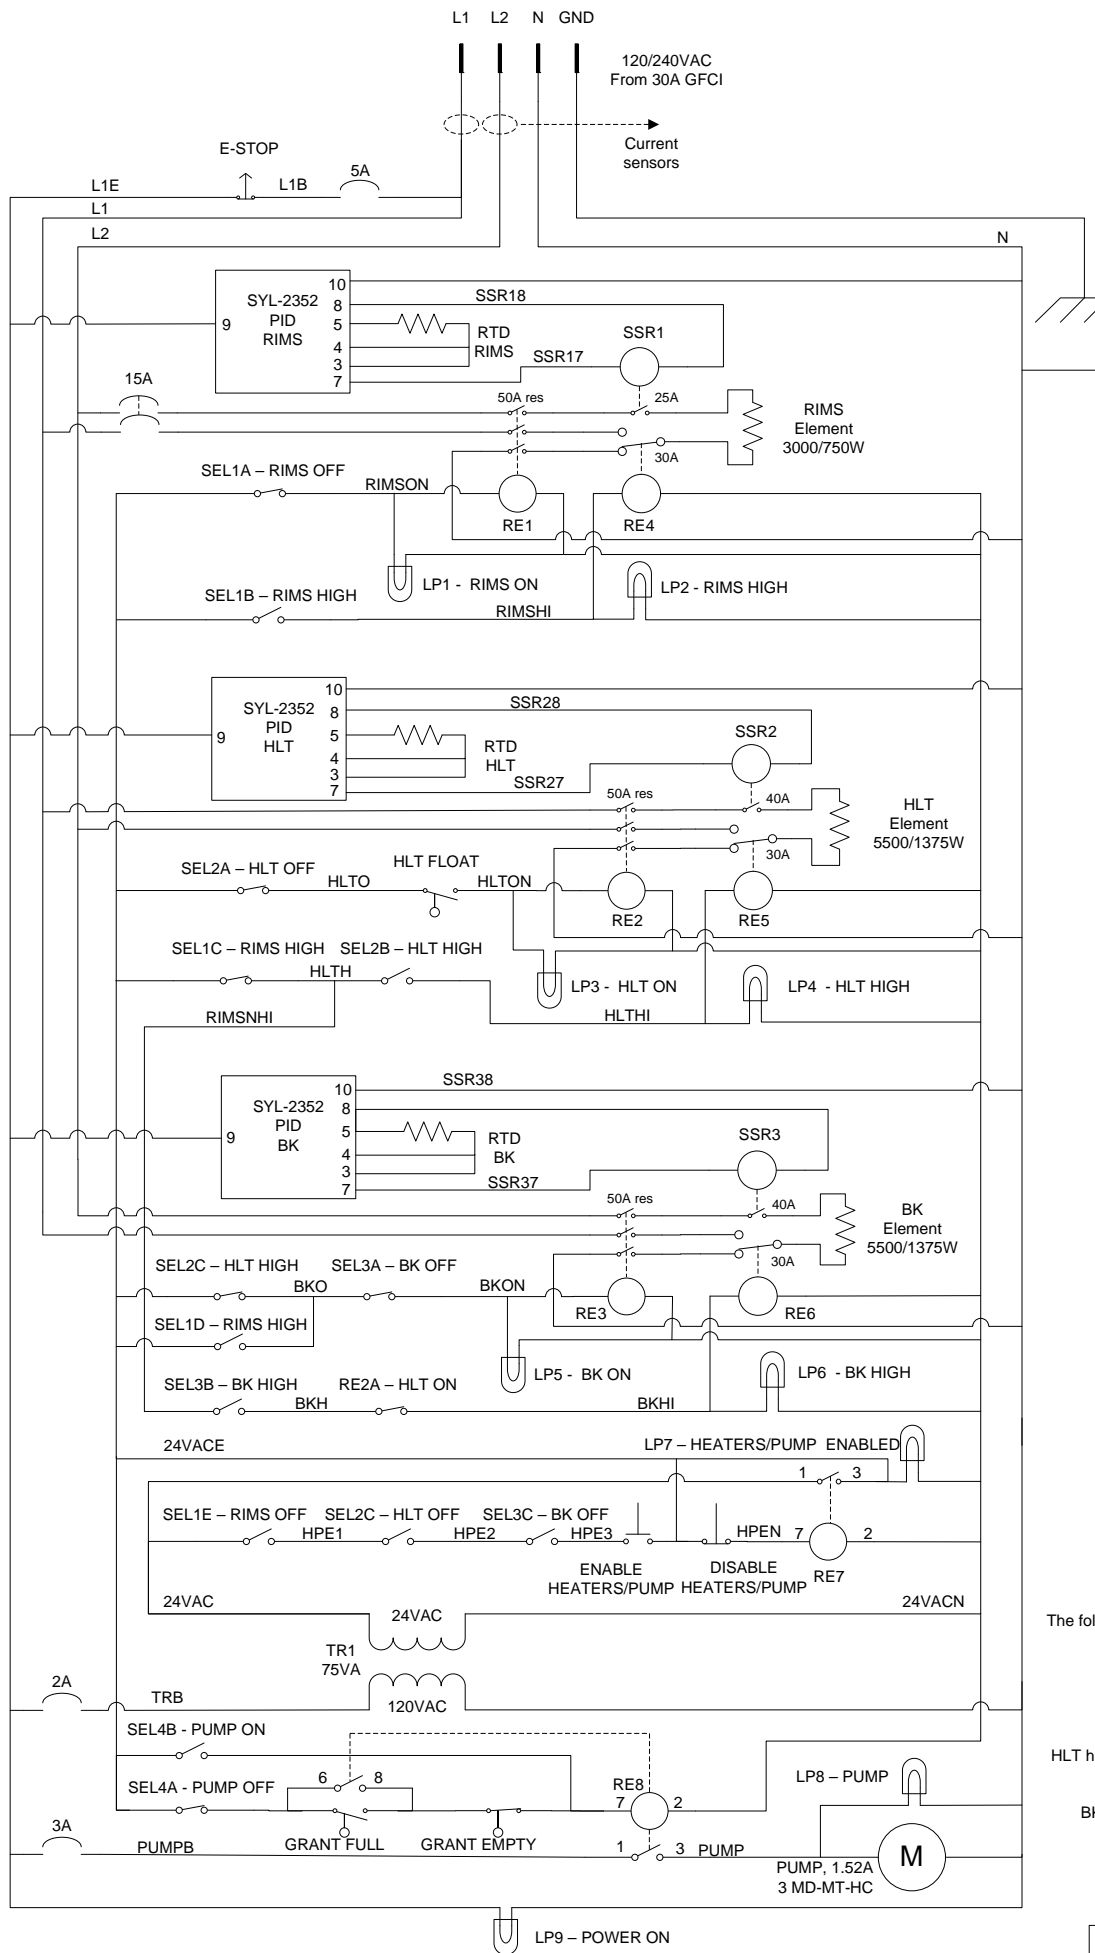 L1 L2 N GND
120/240VAC
From 30A GFCI
Current
sensors
E-STOP
5A
L1E
L1B
L1
L2
N
SYL-2352
PID
RIMS
9
10
8
5
4
3
7
SSR18
RTD
RIMS
SSR17
SSR1
15A
50A res
25A
30A
RIMS
Element
3000/750W
SEL1A – RIMS OFF
RIMSON
RE1
RE4
LP1 - RIMS ON
LP2 - RIMS HIGH
SEL1B – RIMS HIGH
RIMSHI
SYL-2352
PID
HLT
9
10
8
5
4
3
7
SSR28
RTD
HLT
SSR27
SSR2
50A res
40A
30A
HLT
Element
5500/1375W
SEL2A – HLT OFF
HLTO
HLT FLOAT
HLTON
RE2
RE5
SEL1C – RIMS HIGH
SEL2B – HLT HIGH
HLTH
LP3 - HLT ON
LP4 - HLT HIGH
RIMSNHI
HLTHI
SYL-2352
PID
BK
9
10
8
5
4
3
7
SSR38
RTD
BK
SSR37
SSR3
50A res
40A
30A
BK
Element
5500/1375W
SEL2C – HLT HIGH
BKO
SEL3A – BK OFF
BKON
RE3
RE6
SEL1D – RIMS HIGH
LP5 - BK ON
LP6 - BK HIGH
SEL3B – BK HIGH
BKH
RE2A – HLT ON
BKHI
24VACE
LP7 – HEATERS/PUMP ENABLED
1 3
SEL1E – RIMS OFF
HPE1
SEL2C – HLT OFF
HPE2
SEL3C – BK OFF
HPE3
HPEN
7 2
RE7
ENABLE
HEATERS/PUMP
DISABLE
HEATERS/PUMP
24VAC
24VAC
24VACN
TR1
75VA
The fol
2A
TRB
120VAC
SEL4B - PUMP ON
HLT h
SEL4A - PUMP OFF
6 8
RE8
7 2
LP8 – PUMP
BK
GRANT FULL
GRANT EMPTY
3A
PUMPB
1 3
PUMP
M
PUMP, 1.52A
3 MD-MT-HC
LP9 – POWER ON